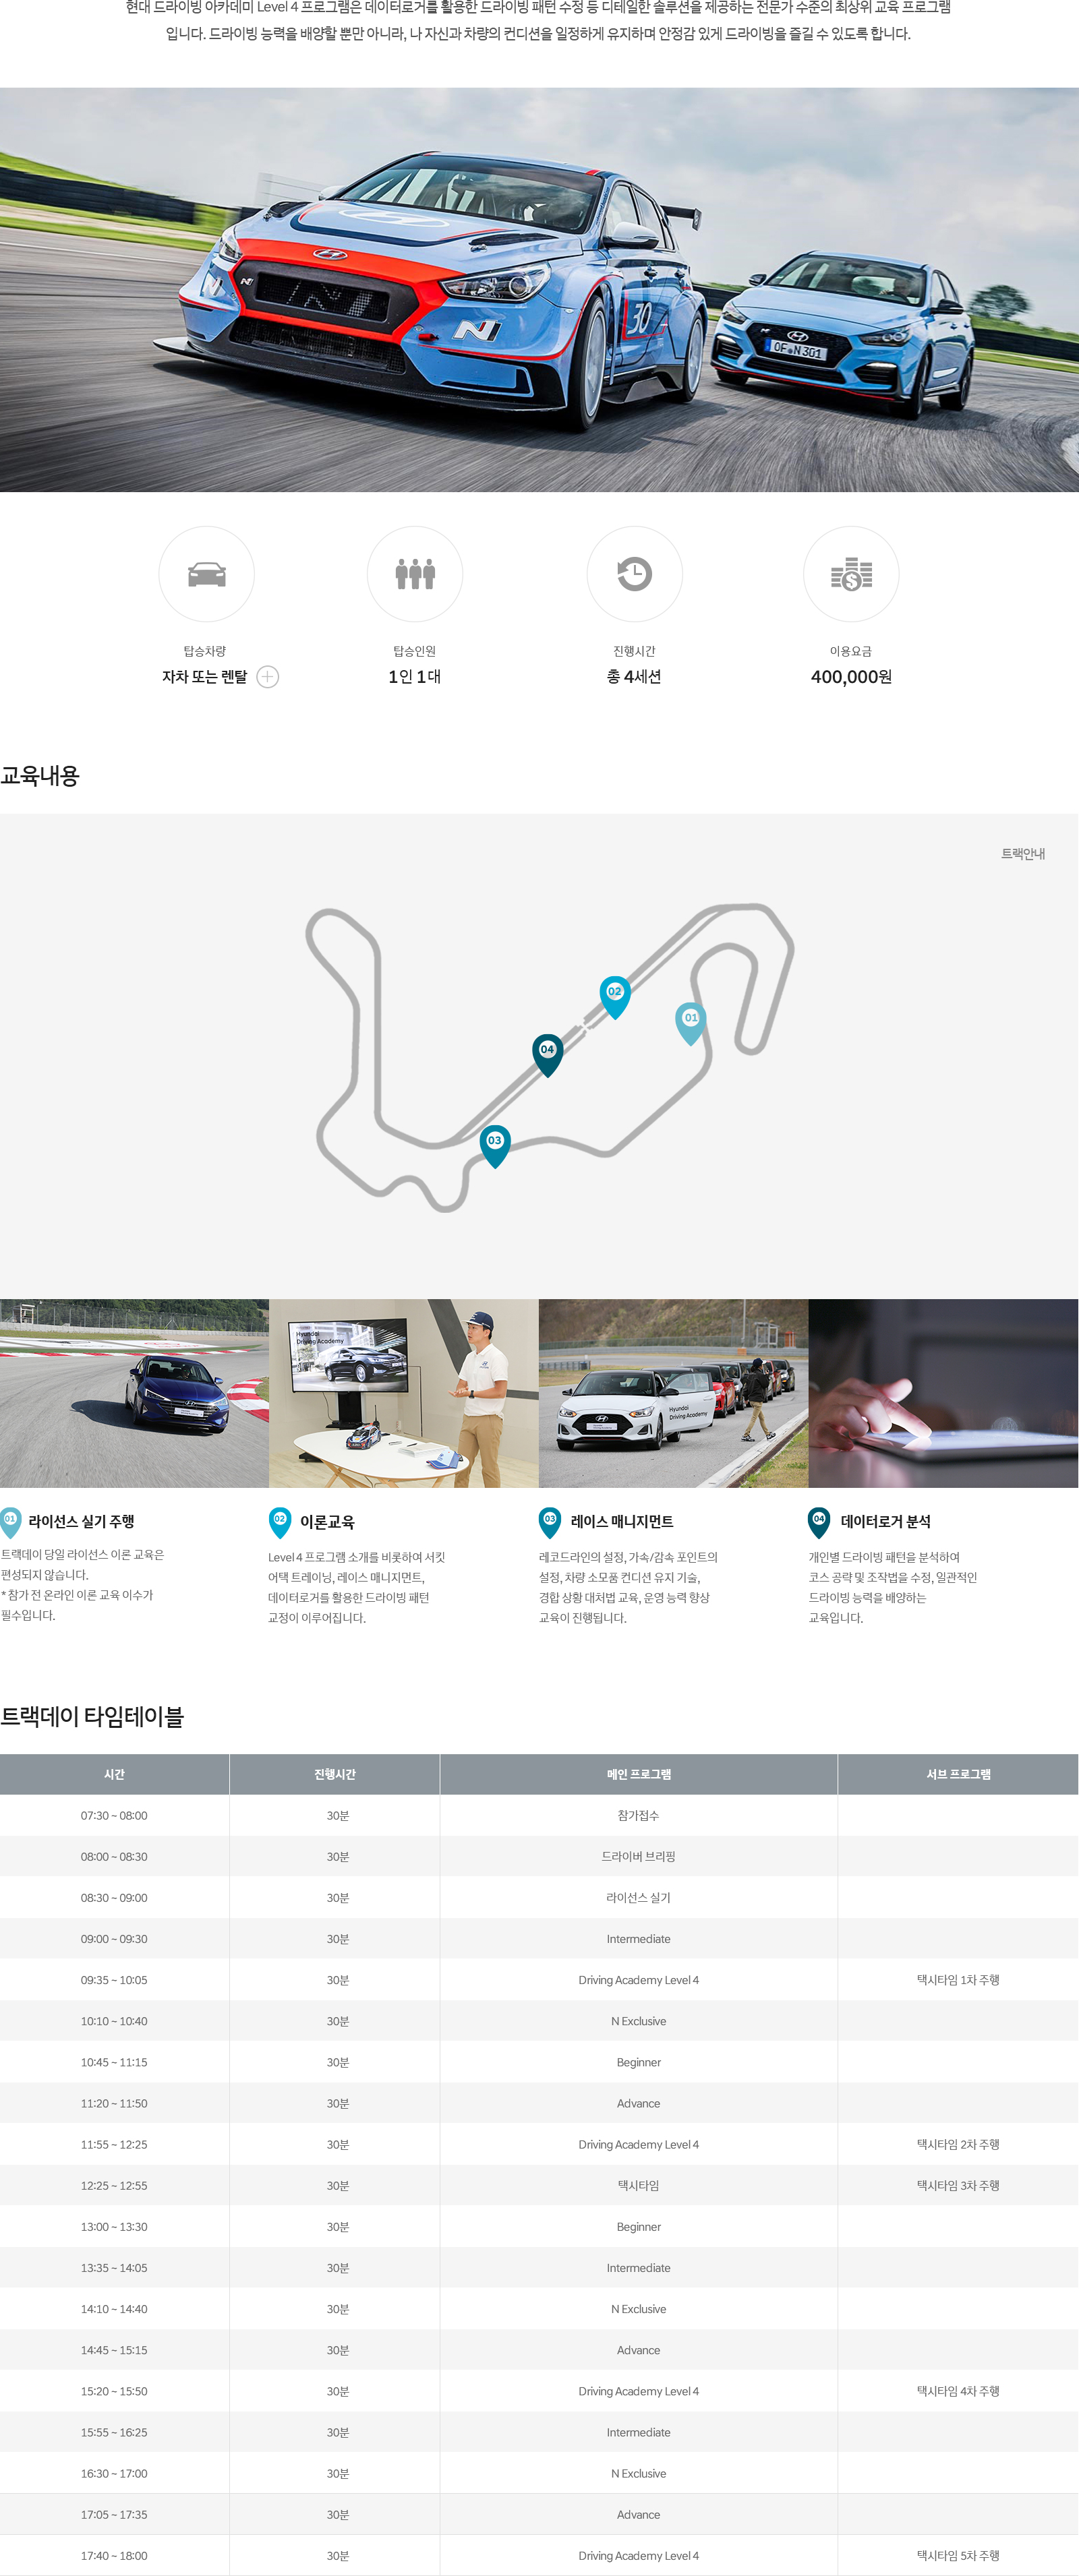 현대 드라이빙 아카데미 Level 4 프로그램은 데이터로거를 활용한 드라이빙 패턴 수정 등 디테일한 솔루션을 제공하는 전문가 수준의 최상위 교육 프로그램
입니다. 드라이빙 능력을 배양할 뿐만 아니라, 나 자신과 차량의 컨디션을 일정하게 유지하며 안정감 있게 드라이빙을 즐길 수 있도록 합니다.
N
N
30
OF N 301
탑승차량
자차 또는 렌탈
탑승인원
1인 1대
진행시간
총 4세션
이용요금
400,000원
교육내용
트랙안내
02
01
04
03
Hyundai
Driving Academy
Hyundai
Driving Academy
01 라이선스 실기 주행
트랙데이 당일 라이선스 이론 교육은
편성되지 않습니다.
* 참가 전 온라인 이론 교육 이수가
필수입니다.
02 이론교육
Level 4 프로그램 소개를 비롯하여 서킷
어택 트레이닝, 레이스 매니지먼트,
데이터로거를 활용한 드라이빙 패턴
교정이 이루어집니다.
03 레이스 매니지먼트
레코드라인의 설정, 가속/감속 포인트의
설정, 차량 소모품 컨디션 유지 기술,
경합 상황 대처법 교육, 운영 능력 향상
교육이 진행됩니다.
04 데이터로거 분석
개인별 드라이빙 패턴을 분석하여
코스 공략 및 조작법을 수정, 일관적인
드라이빙 능력을 배양하는
교육입니다.
트랙데이 타임테이블
시간 진행시간 메인 프로그램 서브 프로그램
07:30 ~ 08:00 30분 참가접수
08:00 ~ 08:30 30분 드라이버 브리핑
08:30 ~ 09:00 30분 라이선스 실기
09:00 ~ 09:30 30분 Intermediate
09:35 ~ 10:05 30분 Driving Academy Level 4 택시타임 1차 주행
10:10 ~ 10:40 30분 N Exclusive
10:45 ~ 11:15 30분 Beginner
11:20 ~ 11:50 30분 Advance
11:55 ~ 12:25 30분 Driving Academy Level 4 택시타임 2차 주행
12:25 ~ 12:55 30분 택시타임 택시타임 3차 주행
13:00 ~ 13:30 30분 Beginner
13:35 ~ 14:05 30분 Intermediate
14:10 ~ 14:40 30분 N Exclusive
14:45 ~ 15:15 30분 Advance
15:20 ~ 15:50 30분 Driving Academy Level 4 택시타임 4차 주행
15:55 ~ 16:25 30분 Intermediate
16:30 ~ 17:00 30분 N Exclusive
17:05 ~ 17:35 30분 Advance
17:40 ~ 18:00 30분 Driving Academy Level 4 택시타임 5차 주행